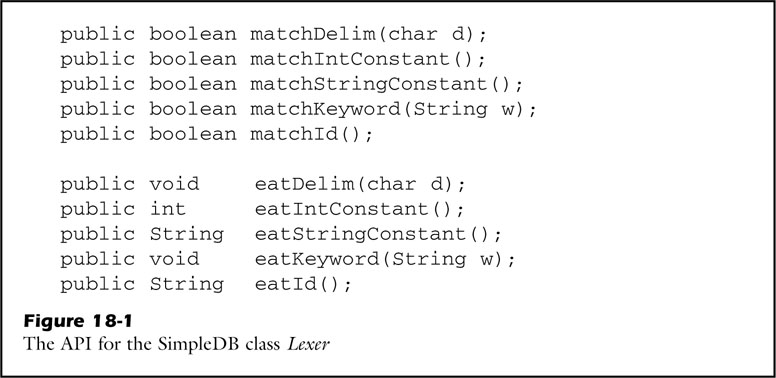 public boolean matchDelim(char d);
public boolean matchIntConstant();
public boolean matchStringConstant();
public boolean matchKeyword(String w);
public boolean matchId();
public void eatDelim(char d);
public int eatIntConstant();
public String eatStringConstant();
public void eatKeyword(String w);
public String eatId();
Figure 18-1
The API for the SimpleDB class Lexer